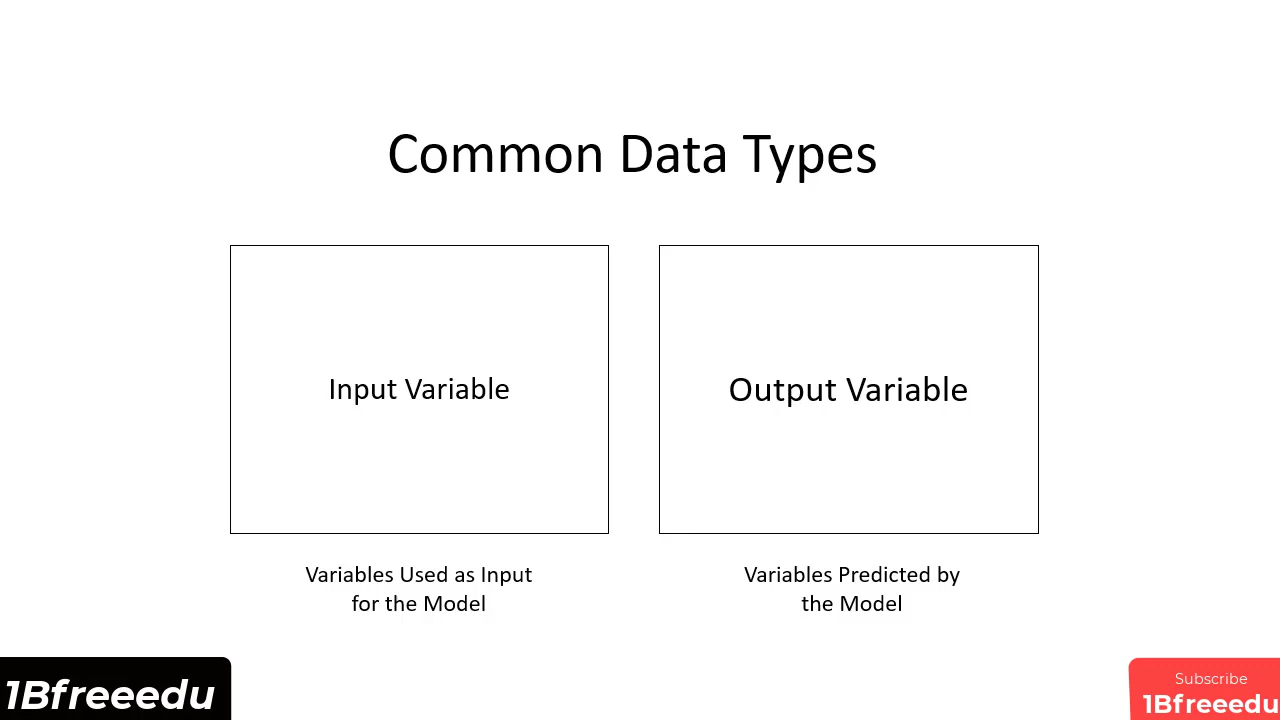 Common Data Types
Input Variable
Output Variable
Variables Used as Input
for the Model
Variables Predicted by
the Model
1Bfreeedu
Subscribe
1Bfreeedu